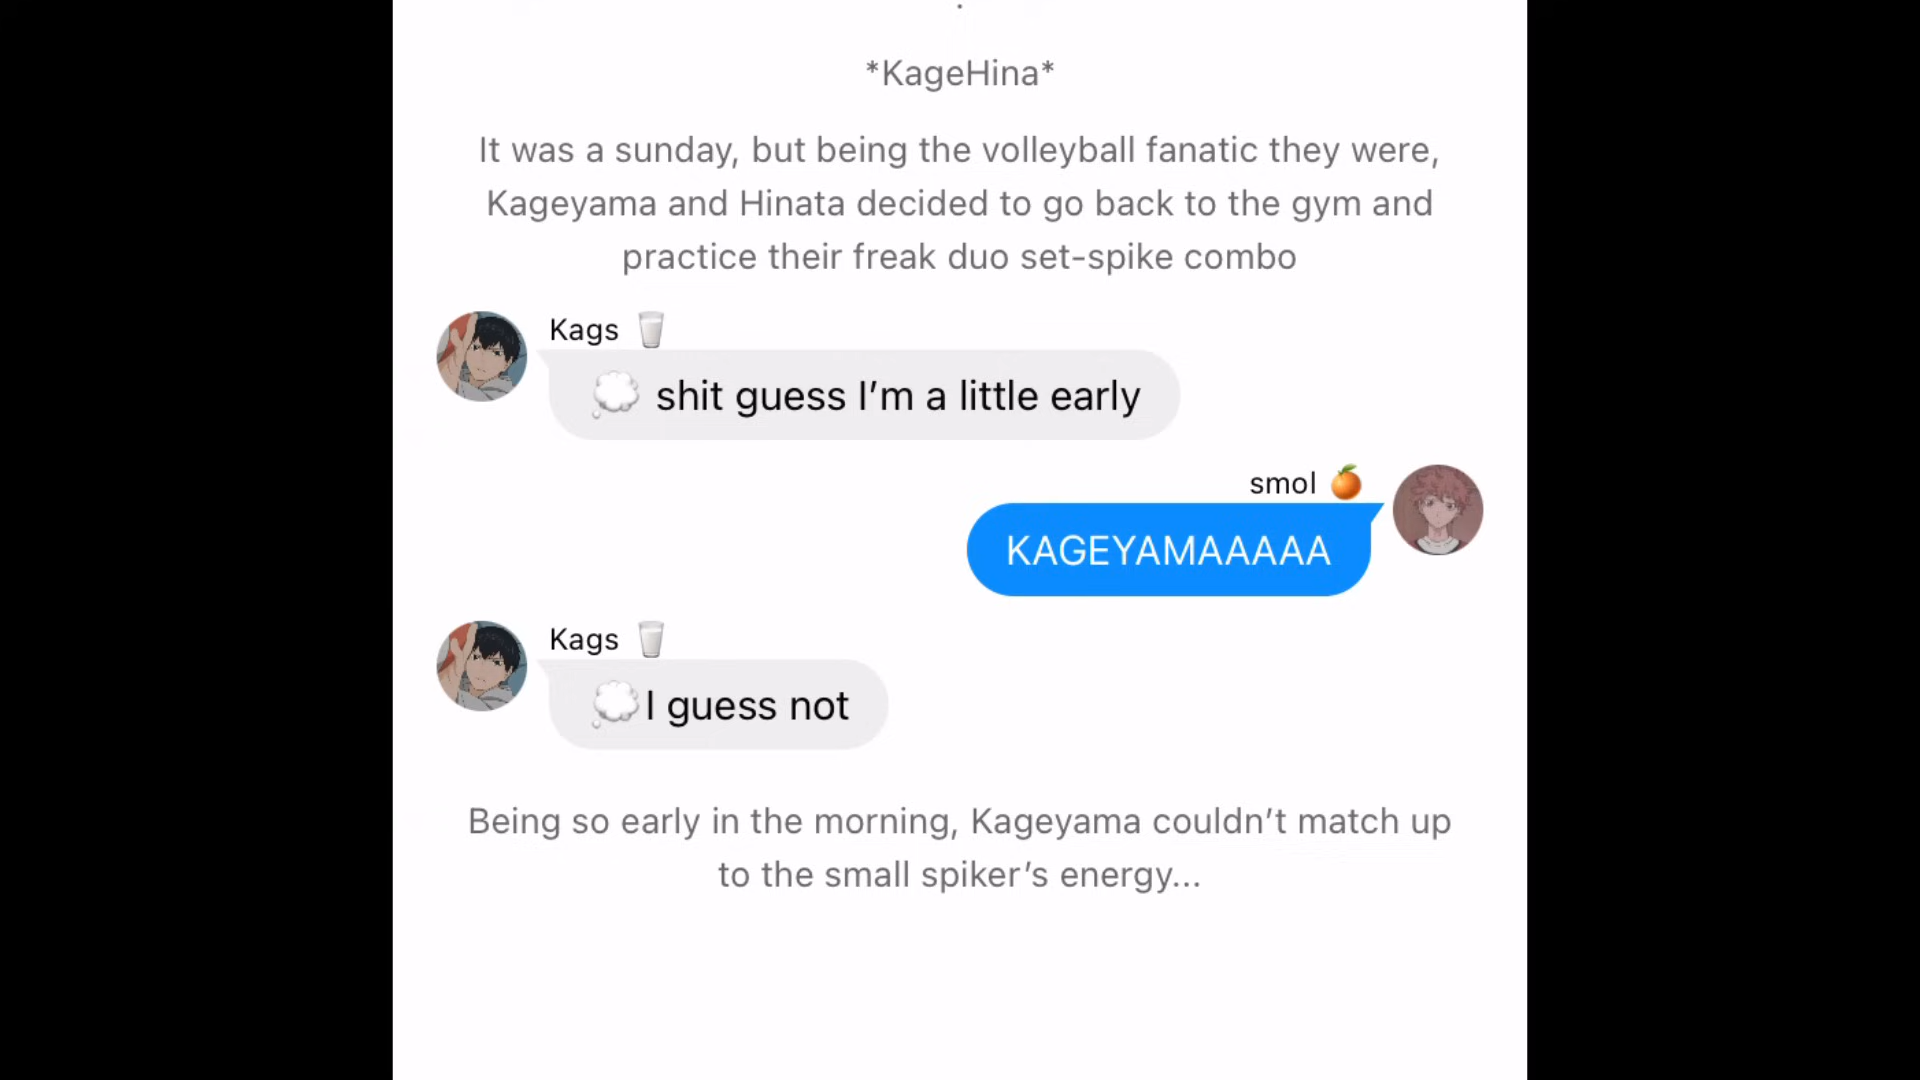 *KageHina*
It was a sunday, but being the volleyball fanatic they were,
Kageyama and Hinata decided to go back to the gym and
practice their freak duo set-spike combo
Kags 🥛
💭 shit guess I’m a little early
smol 🍊
KAGEYAMAAAAA
Kags 🥛
💭I guess not
Being so early in the morning, Kageyama couldn’t match up
to the small spiker’s energy...